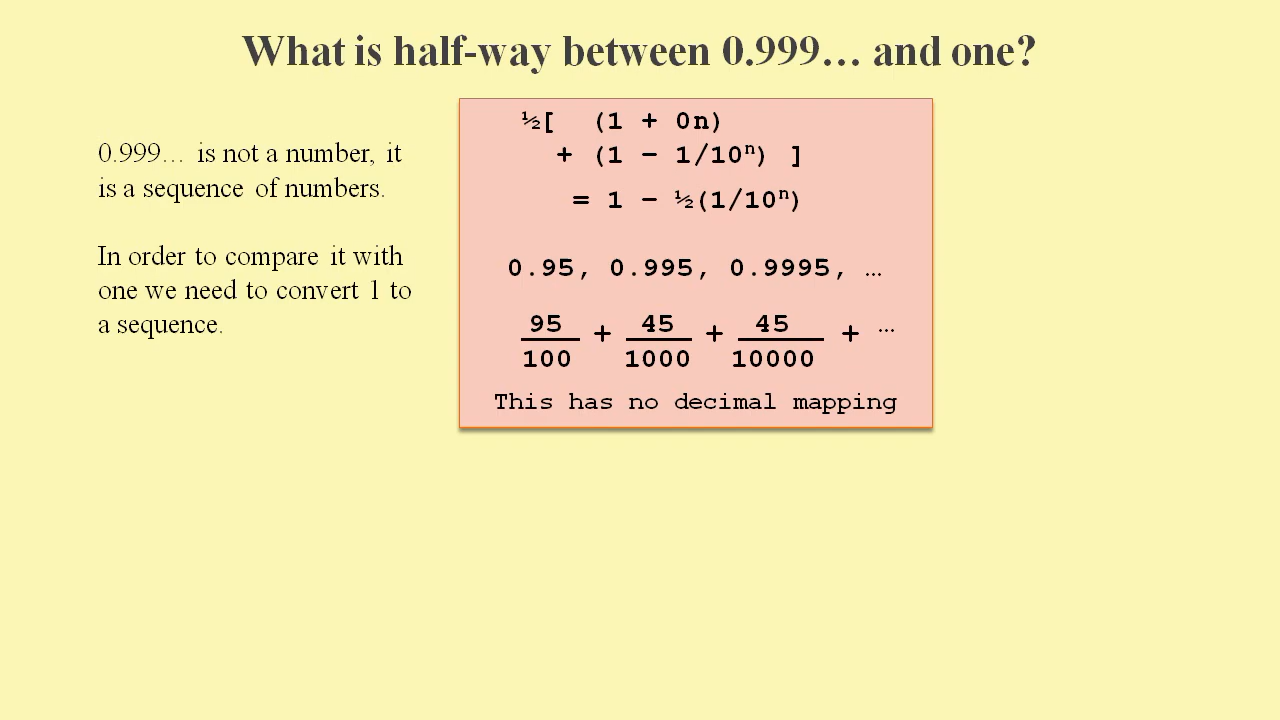 What is half-way between 0.999… and one?
0.999… is not a number, it
is a sequence of numbers.
In order to compare it with
one we need to convert 1 to
a sequence.
½[ (1 + 0n)
+ (1 − 1/10ⁿ) ]
= 1 − ½(1/10ⁿ)
0.95, 0.995, 0.9995, …
95/100 + 45/1000 + 45/10000 + …
This has no decimal mapping